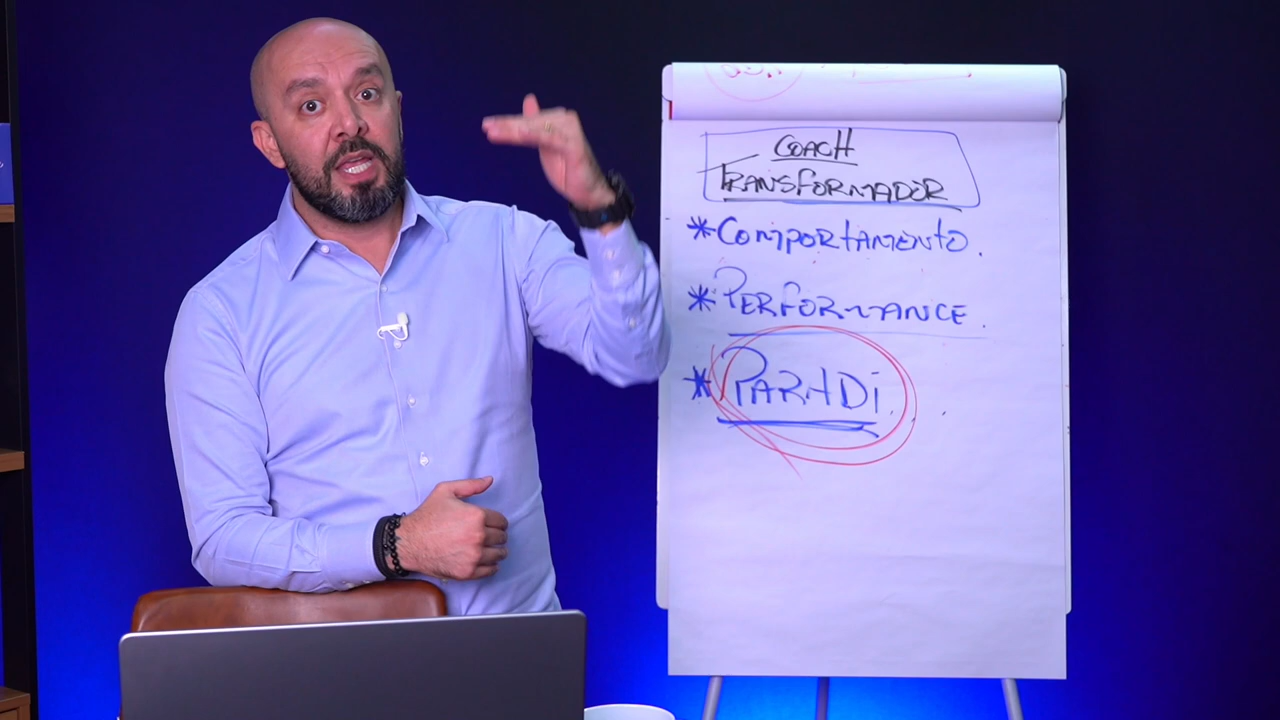 COACH
TRANSFORMADOR
* COMPORTAMENTO.
* PERFORMANCE.
* PARADI